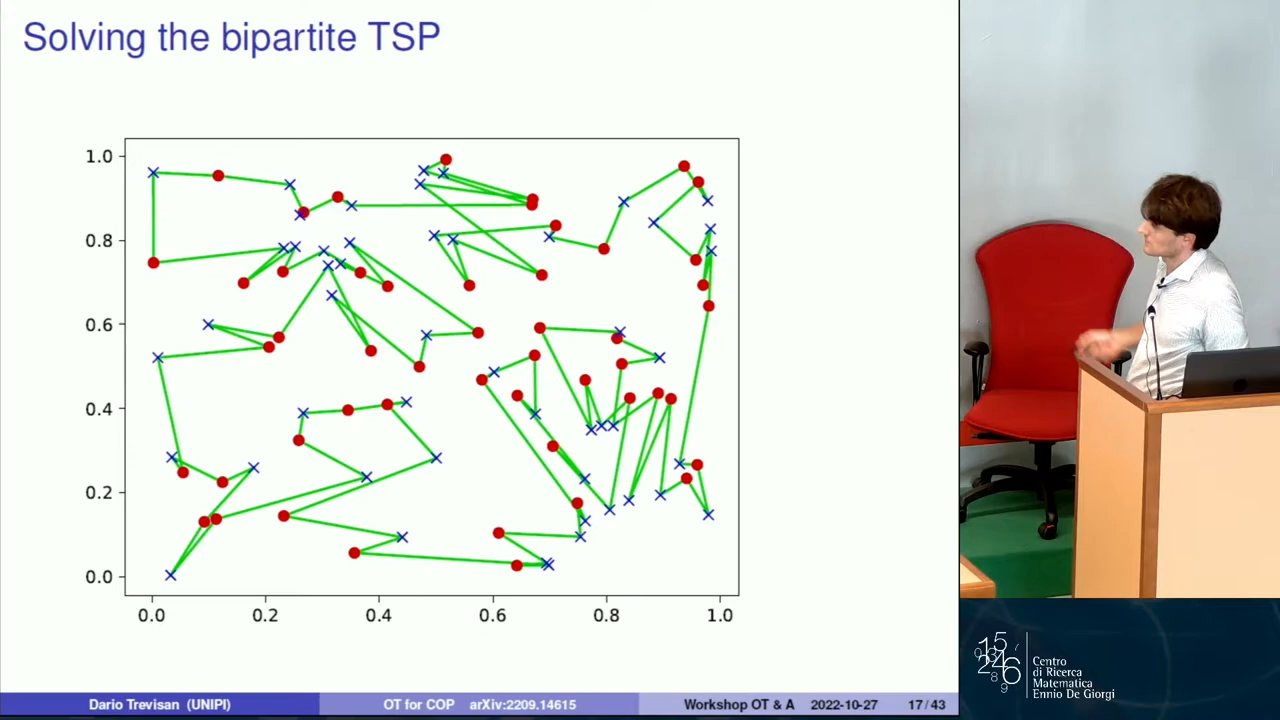 Solving the bipartite TSP
1.0
0.8
0.6
0.4
0.2
0.0
0.0 0.2 0.4 0.6 0.8 1.0
Dario Trevisan (UNIPI) OT for COP arXiv:2209.14615 Workshop OT & A 2022-10-27 17/43
Centro
di Ricerca
Matematica
Ennio De Giorgi